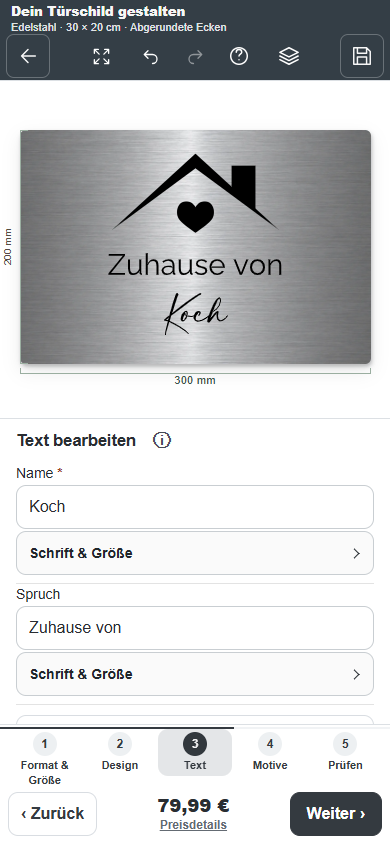 Dein Türschild gestalten
Edelstahl · 30 × 20 cm · Abgerundete Ecken
Zuhause von
Koch
200 mm
300 mm
Text bearbeiten
Name *
Koch
Schrift & Größe
Spruch
Zuhause von
Schrift & Größe
1
Format &
Größe
2
Design
3
Text
4
Motive
5
Prüfen
‹ Zurück
79,99 €
Preisdetails
Weiter ›